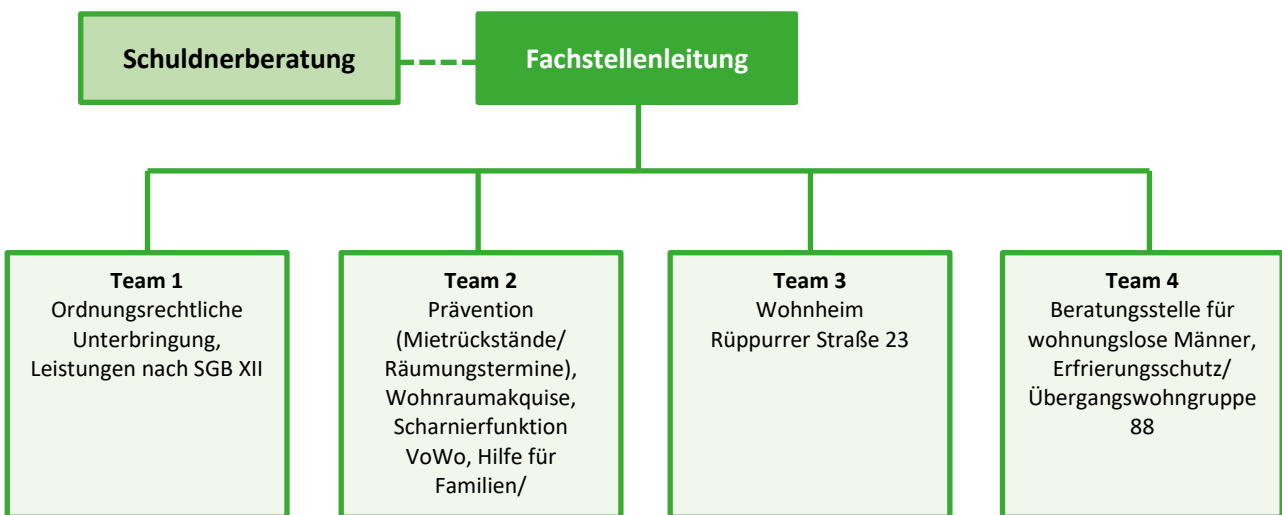 Schuldnerberatung
Fachstellenleitung
Team 1
Ordnungsrechtliche
Unterbringung,
Leistungen nach SGB XII
Team 2
Prävention
(Mietrückstände/
Räumungstermine),
Wohnraumakquise,
Scharnierfunktion
VoWo, Hilfe für
Familien/
Team 3
Wohnheim
Rüppurrer Straße 23
Team 4
Beratungsstelle für
wohnungslose Männer,
Erfrierungsschutz/
Übergangswohngruppe
88